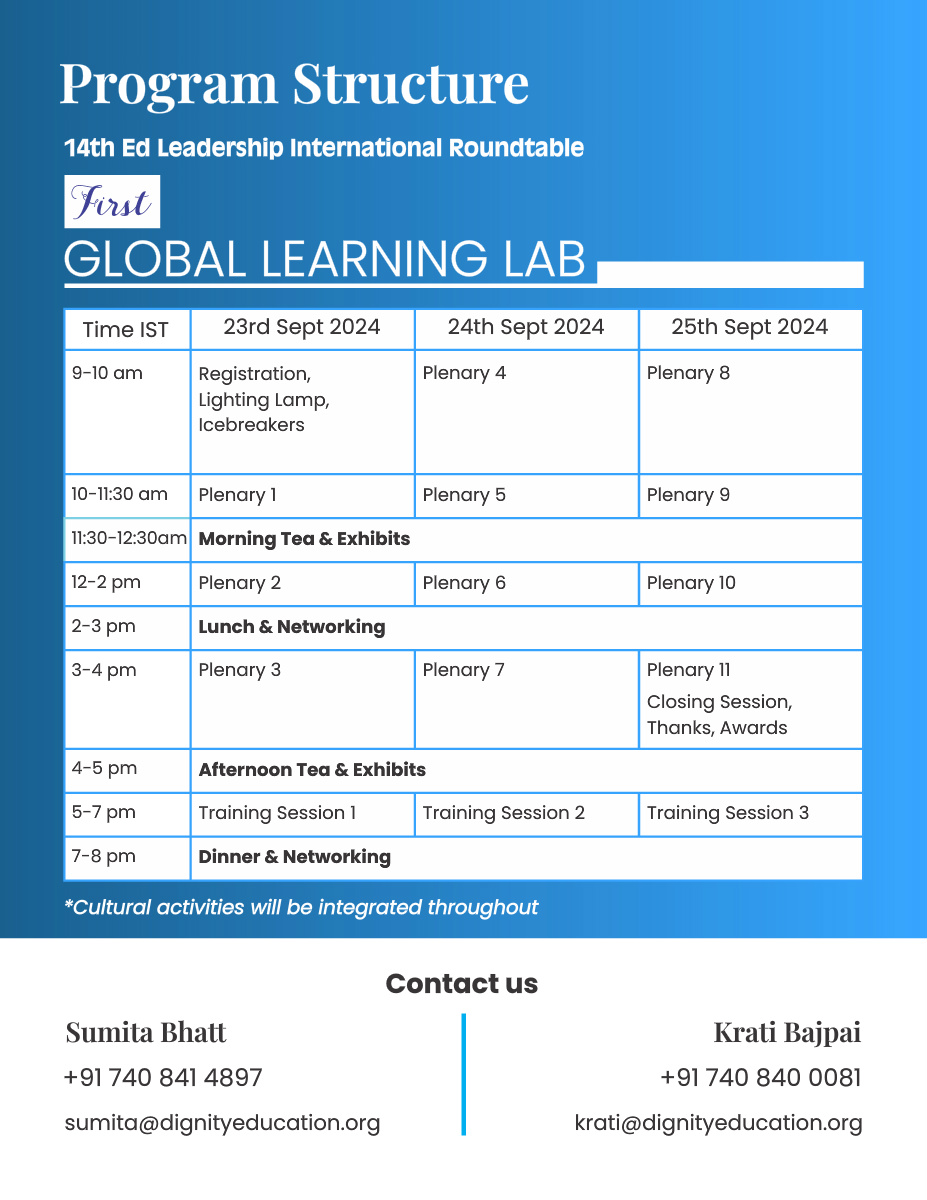 Program Structure
14th Ed Leadership International Roundtable
First
GLOBAL LEARNING LAB
Time IST 23rd Sept 2024 24th Sept 2024 25th Sept 2024
9-10 am Registration, Plenary 4 Plenary 8
Lighting Lamp,
Icebreakers
10-11:30 am Plenary 1 Plenary 5 Plenary 9
11:30-12:30am Morning Tea & Exhibits
12-2 pm Plenary 2 Plenary 6 Plenary 10
2-3 pm Lunch & Networking
3-4 pm Plenary 3 Plenary 7 Plenary 11
Closing Session,
Thanks, Awards
4-5 pm Afternoon Tea & Exhibits
5-7 pm Training Session 1 Training Session 2 Training Session 3
7-8 pm Dinner & Networking
*Cultural activities will be integrated throughout
Contact us
Sumita Bhatt Krati Bajpai
+91 740 841 4897 +91 740 840 0081
sumita@dignityeducation.org krati@dignityeducation.org